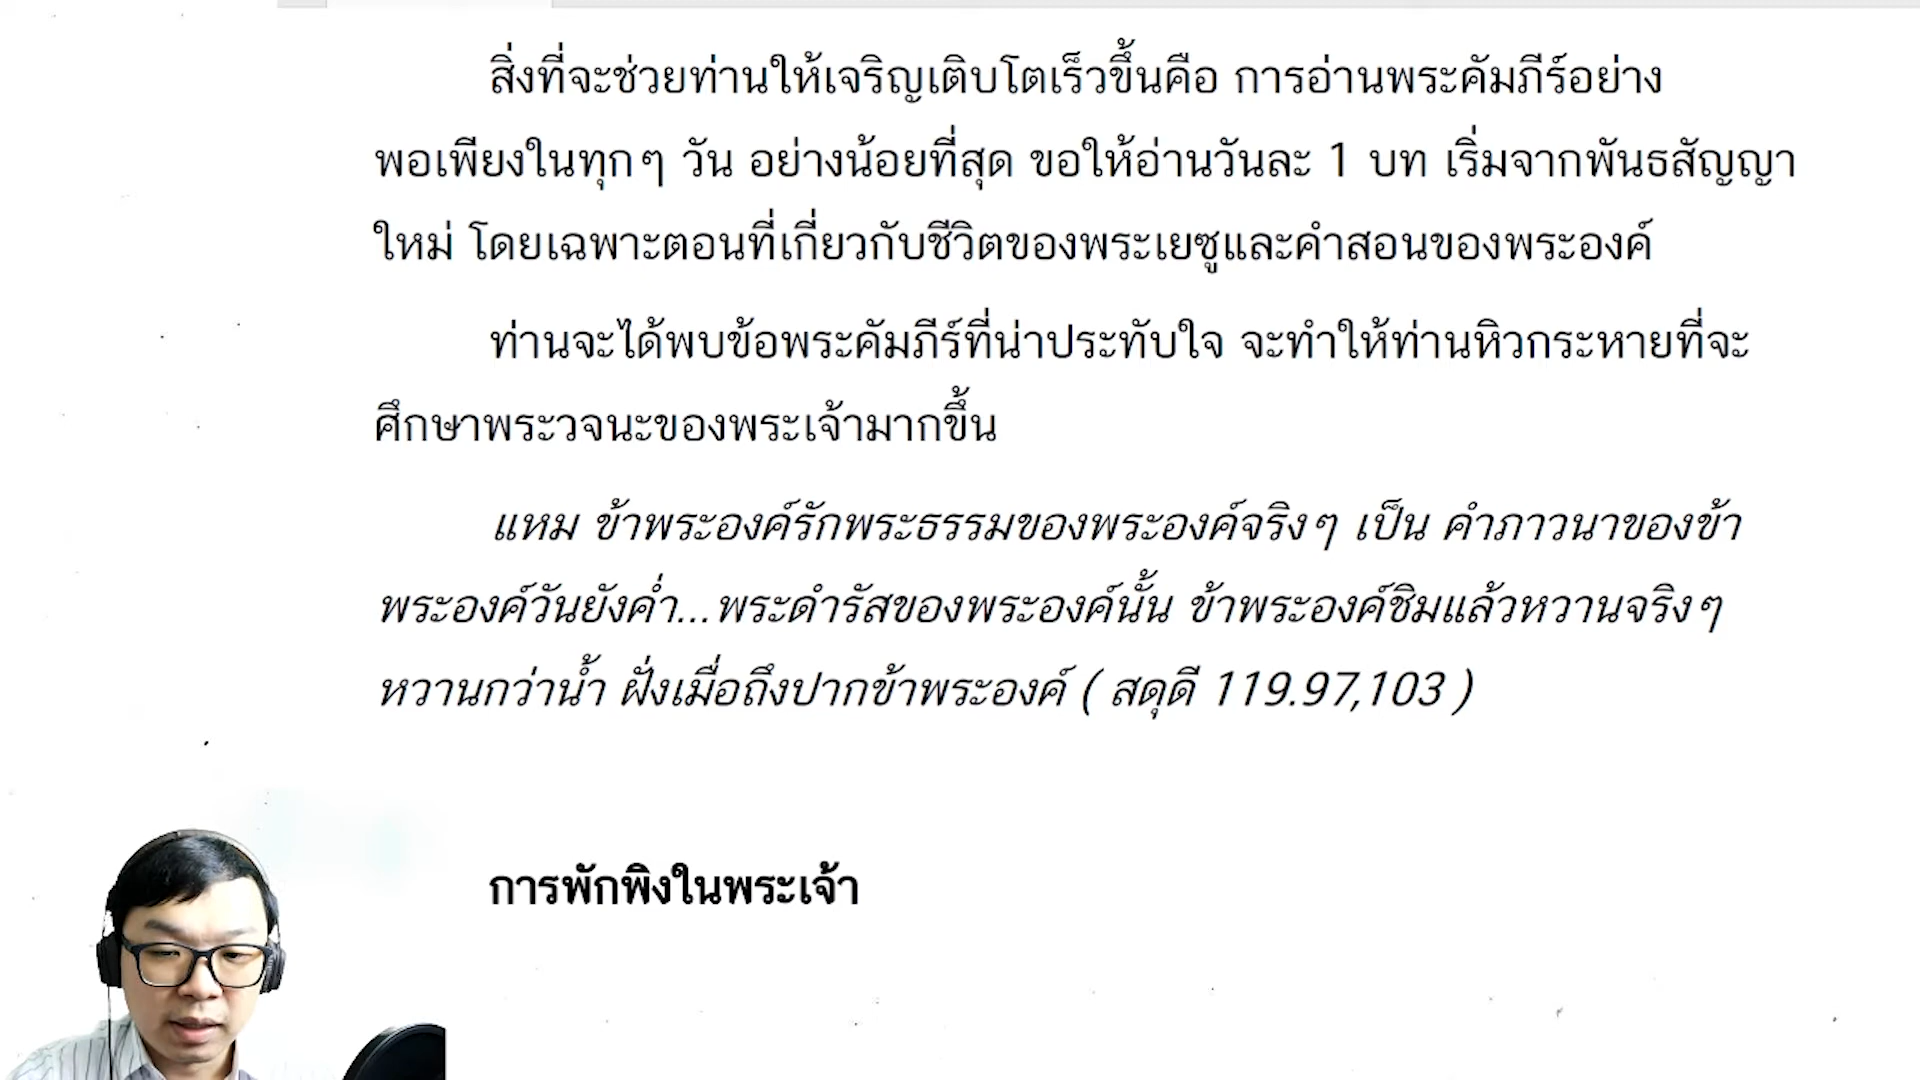 สิ่งที่จะช่วยท่านให้เจริญเติบโตเร็วขึ้นคือ การอ่านพระคัมภีร์อย่าง
พอเพียงในทุกๆ วัน อย่างน้อยที่สุด ขอให้อ่านวันละ 1 บท เริ่มจากพันธสัญญา
ใหม่ โดยเฉพาะตอนที่เกี่ยวกับชีวิตของพระเยซูและคำสอนของพระองค์
ท่านจะได้พบข้อพระคัมภีร์ที่น่าประทับใจ จะทำให้ท่านหิวกระหายที่จะ
ศึกษาพระวจนะของพระเจ้ามากขึ้น
แหม ข้าพระองค์รักพระธรรมของพระองค์จริงๆ เป็น คำภาวนาของข้า
พระองค์วันยังค่ำ...พระดำรัสของพระองค์นั้น ข้าพระองค์ชิมแล้วหวานจริงๆ
หวานกว่าน้ำ ฝั่งเมื่อถึงปากข้าพระองค์ ( สดุดี 119.97,103 )
การพักพิงในพระเจ้า